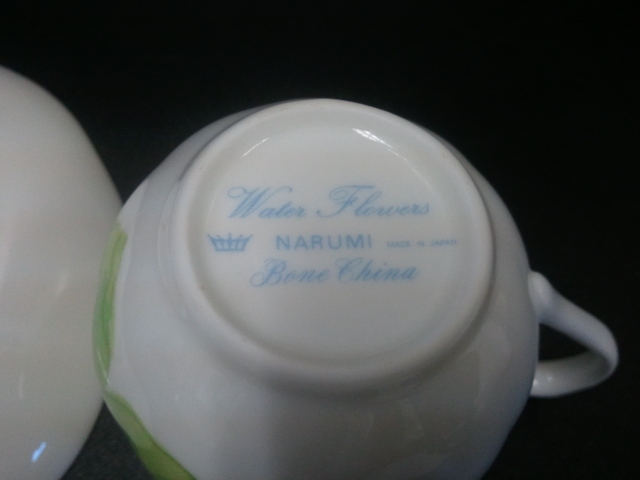 Water Flowers
NARUMI MADE IN JAPAN
Bone China